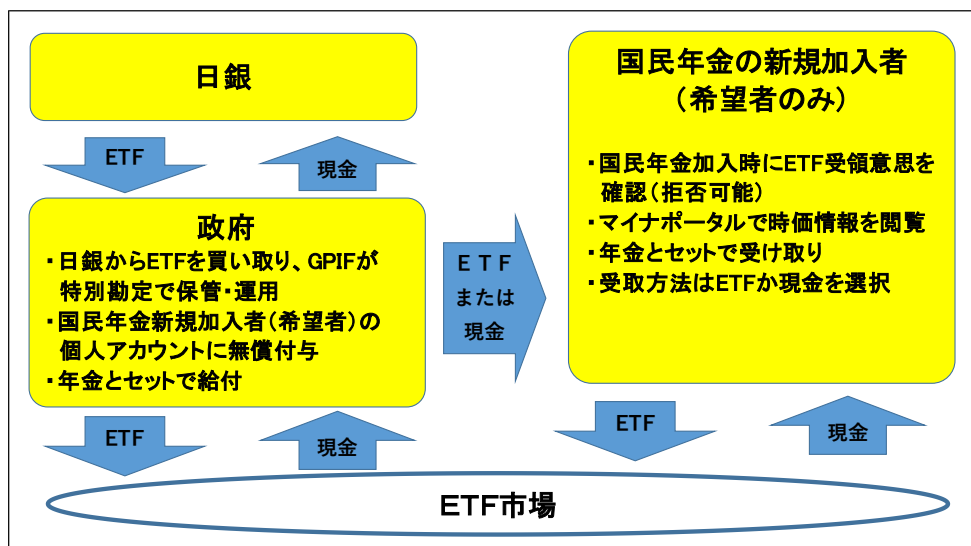 日銀
ETF
現金
政府
・日銀からETFを買い取り、GPIFが
特別勘定で保管・運用
・国民年金新規加入者(希望者)の
個人アカウントに無償付与
・年金とセットで給付
ETF
または
現金
国民年金の新規加入者
(希望者のみ)
・国民年金加入時にETF受領意思を
確認(拒否可能)
・マイナポータルで時価情報を閲覧
・年金とセットで受け取り
・受取方法はETFか現金を選択
ETF
現金
ETF
現金
ETF市場